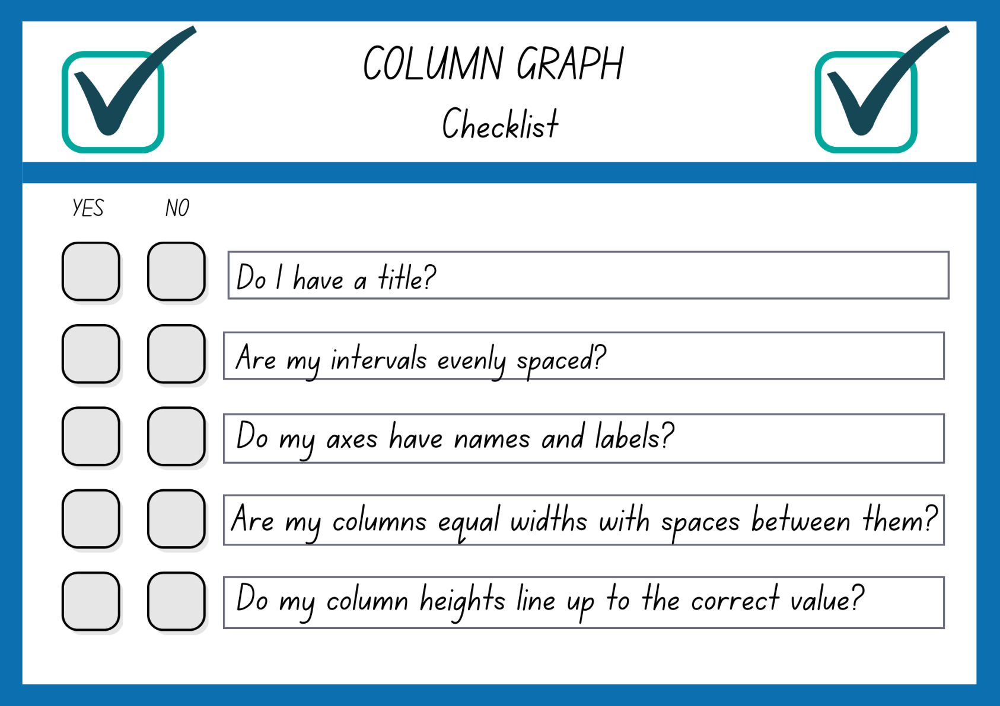 COLUMN GRAPH
Checklist
YES NO
Do I have a title?
Are my intervals evenly spaced?
Do my axes have names and labels?
Are my columns equal widths with spaces between them?
Do my column heights line up to the correct value?